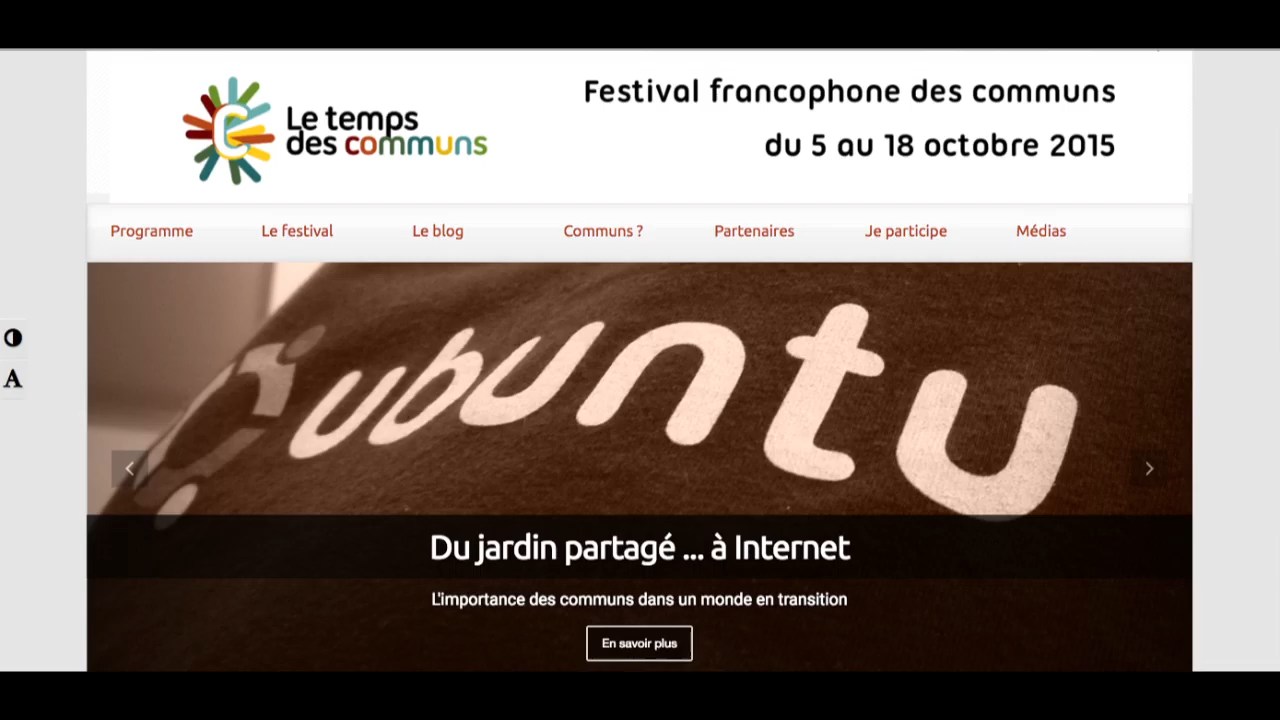 Le temps
des communs
Festival francophone des communs
du 5 au 18 octobre 2015
Programme
Le festival
Le blog
Communs ?
Partenaires
Je participe
Médias
A
ubuntu
Du jardin partagé ... à Internet
L'importance des communs dans un monde en transition
En savoir plus